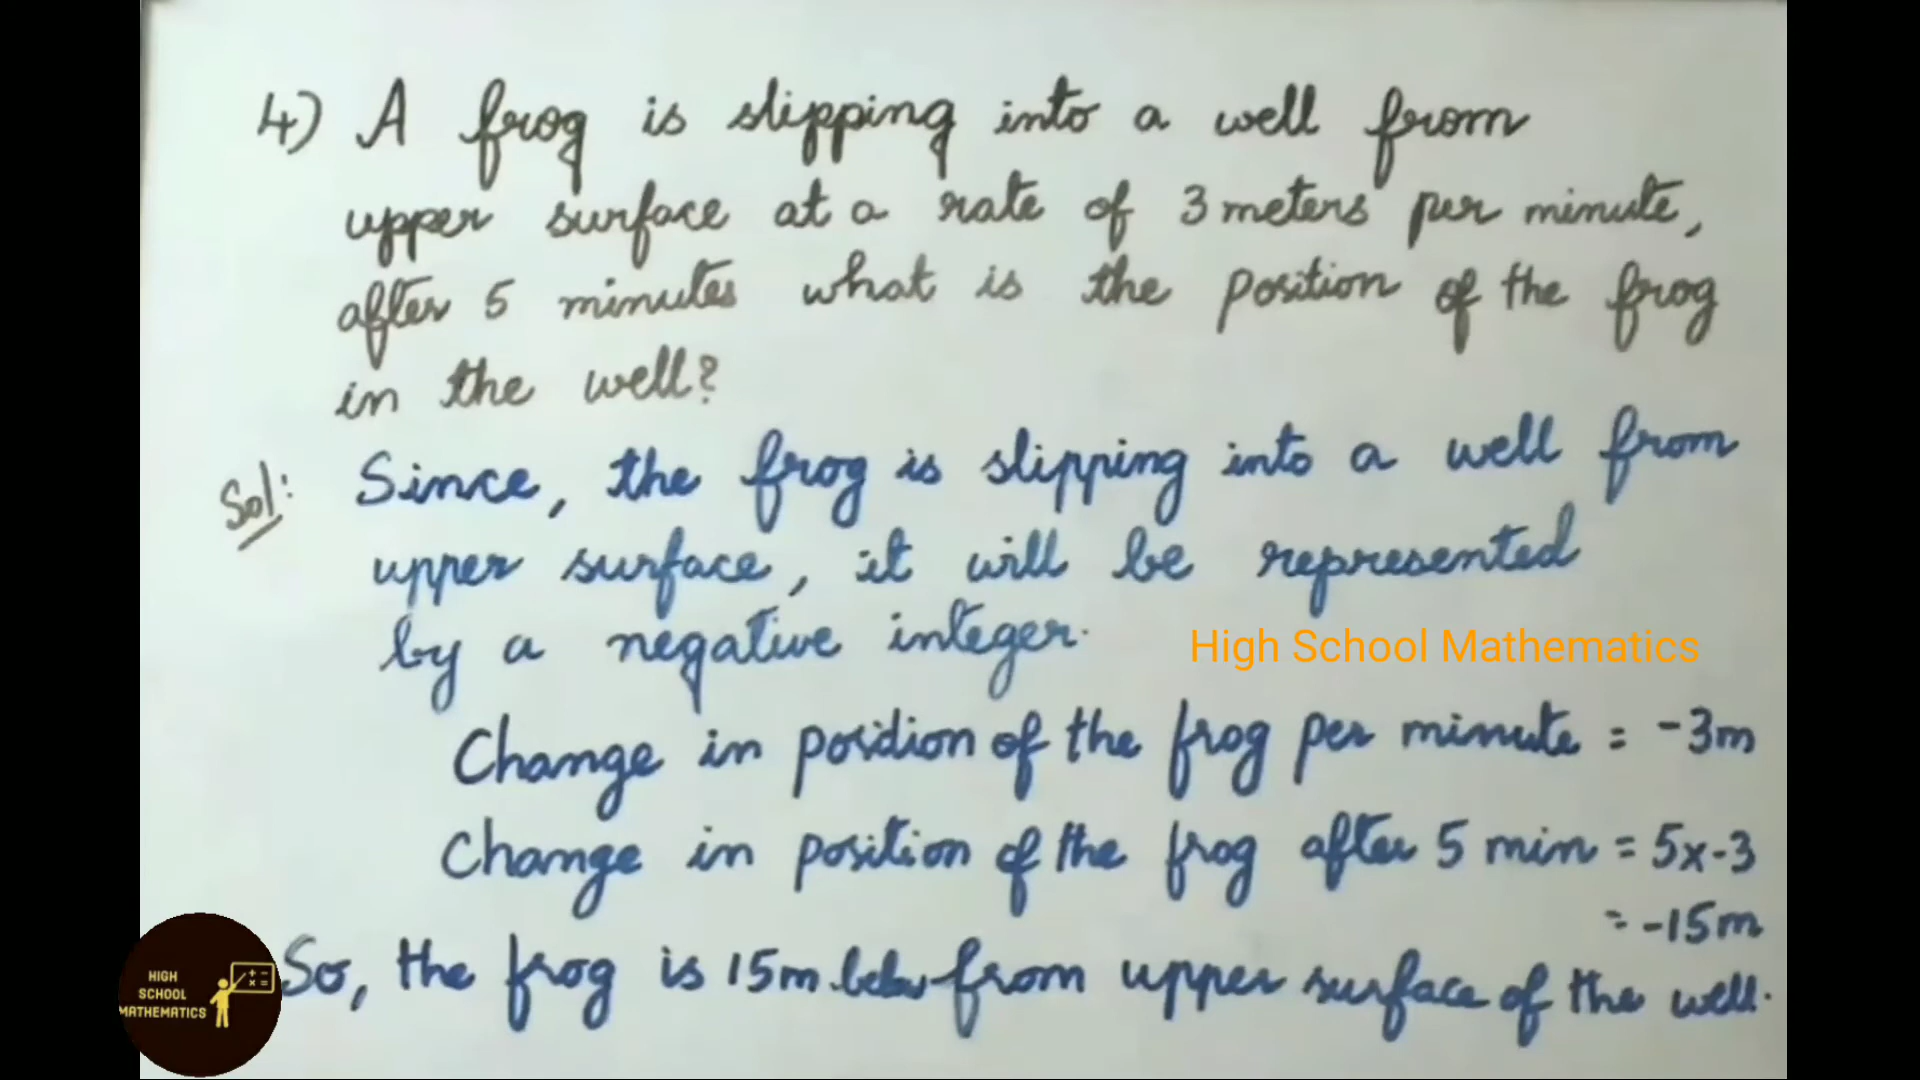 4) A frog is slipping into a well from
upper surface at a rate of 3 meters per minute,
after 5 minutes what is the position of the frog
in the well?
Sol: Since, the frog is slipping into a well from
upper surface, it will be represented
by a negative integer.
High School Mathematics
Change in position of the frog per minute = -3m
Change in position of the frog after 5 min = 5x-3
= -15m
So, the frog is 15m below from upper surface of the well.
HIGH
SCHOOL
MATHEMATICS
+ -
× =